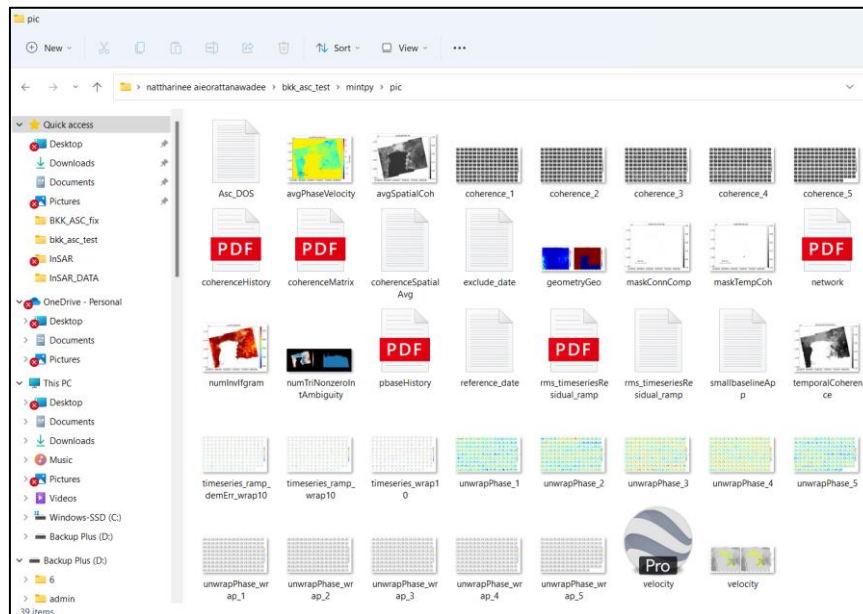 pic
New
Sort
View
nattharinee aieorattanawadee > bkk_asc_test > mintpy > pic
Quick access
Desktop
Downloads
Documents
Pictures
BKK_ASC_fix
bkk_asc_test
InSAR
InSAR_DATA
OneDrive - Personal
Desktop
Documents
Pictures
This PC
Desktop
Documents
Downloads
Music
Pictures
Videos
Windows-SSD (C:)
Backup Plus (D:)
Backup Plus (D:)
6
admin
39 items
Asc_DOS
avgPhaseVelocity
avgSpatialCoh
coherence_1
coherence_2
coherence_3
coherence_4
coherence_5
PDF
PDF
PDF
coherenceHistory
coherenceMatrix
coherenceSpatial
Avg
exclude_date
geometryGeo
maskConnComp
maskTempCoh
network
PDF
PDF
numInvIfgram
numTriNonzeroIn
tAmbiguity
pbaseHistory
reference_date
rms_timeseriesRe
sidual_ramp
rms_timeseriesRe
sidual_ramp
smallbaselineAp
p
temporalCoheren
ce
timeseries_ramp_
demErr_wrap10
timeseries_ramp_
wrap10
timeseries_wrap1
0
unwrapPhase_1
unwrapPhase_2
unwrapPhase_3
unwrapPhase_4
unwrapPhase_5
Pro
unwrapPhase_wr
ap_1
unwrapPhase_wr
ap_2
unwrapPhase_wr
ap_3
unwrapPhase_wr
ap_4
unwrapPhase_wr
ap_5
velocity
velocity